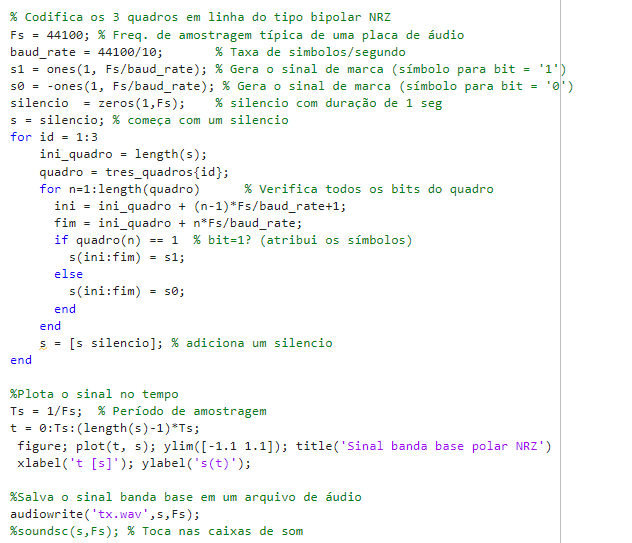 % Codifica os 3 quadros em linha do tipo bipolar NRZ
Fs = 44100; % Freq. de amostragem típica de uma placa de áudio
baud_rate = 44100/10;       % Taxa de simbolos/segundo
s1 = ones(1, Fs/baud_rate); % Gera o sinal de marca (símbolo para bit = '1')
s0 = -ones(1, Fs/baud_rate); % Gera o sinal de marca (símbolo para bit = '0')
silencio  = zeros(1,Fs);    % silencio com duração de 1 seg
s = silencio; % começa com um silencio
for id = 1:3
    ini_quadro = length(s);
    quadro = tres_quadros{id};
    for n=1:length(quadro)      % Verifica todos os bits do quadro
      ini = ini_quadro + (n-1)*Fs/baud_rate+1;
      fim = ini_quadro + n*Fs/baud_rate;
      if quadro(n) == 1  % bit=1? (atribui os símbolos)
        s(ini:fim) = s1;
      else
        s(ini:fim) = s0;
      end
    end
    s = [s silencio]; % adiciona um silencio
end

%Plota o sinal no tempo
Ts = 1/Fs;  % Período de amostragem
t = 0:Ts:(length(s)-1)*Ts;
 figure; plot(t, s); ylim([-1.1 1.1]); title('Sinal banda base polar NRZ')
 xlabel('t [s]'); ylabel('s(t)');

%Salva o sinal banda base em um arquivo de áudio
audiowrite('tx.wav',s,Fs);
%soundsc(s,Fs); % Toca nas caixas de som